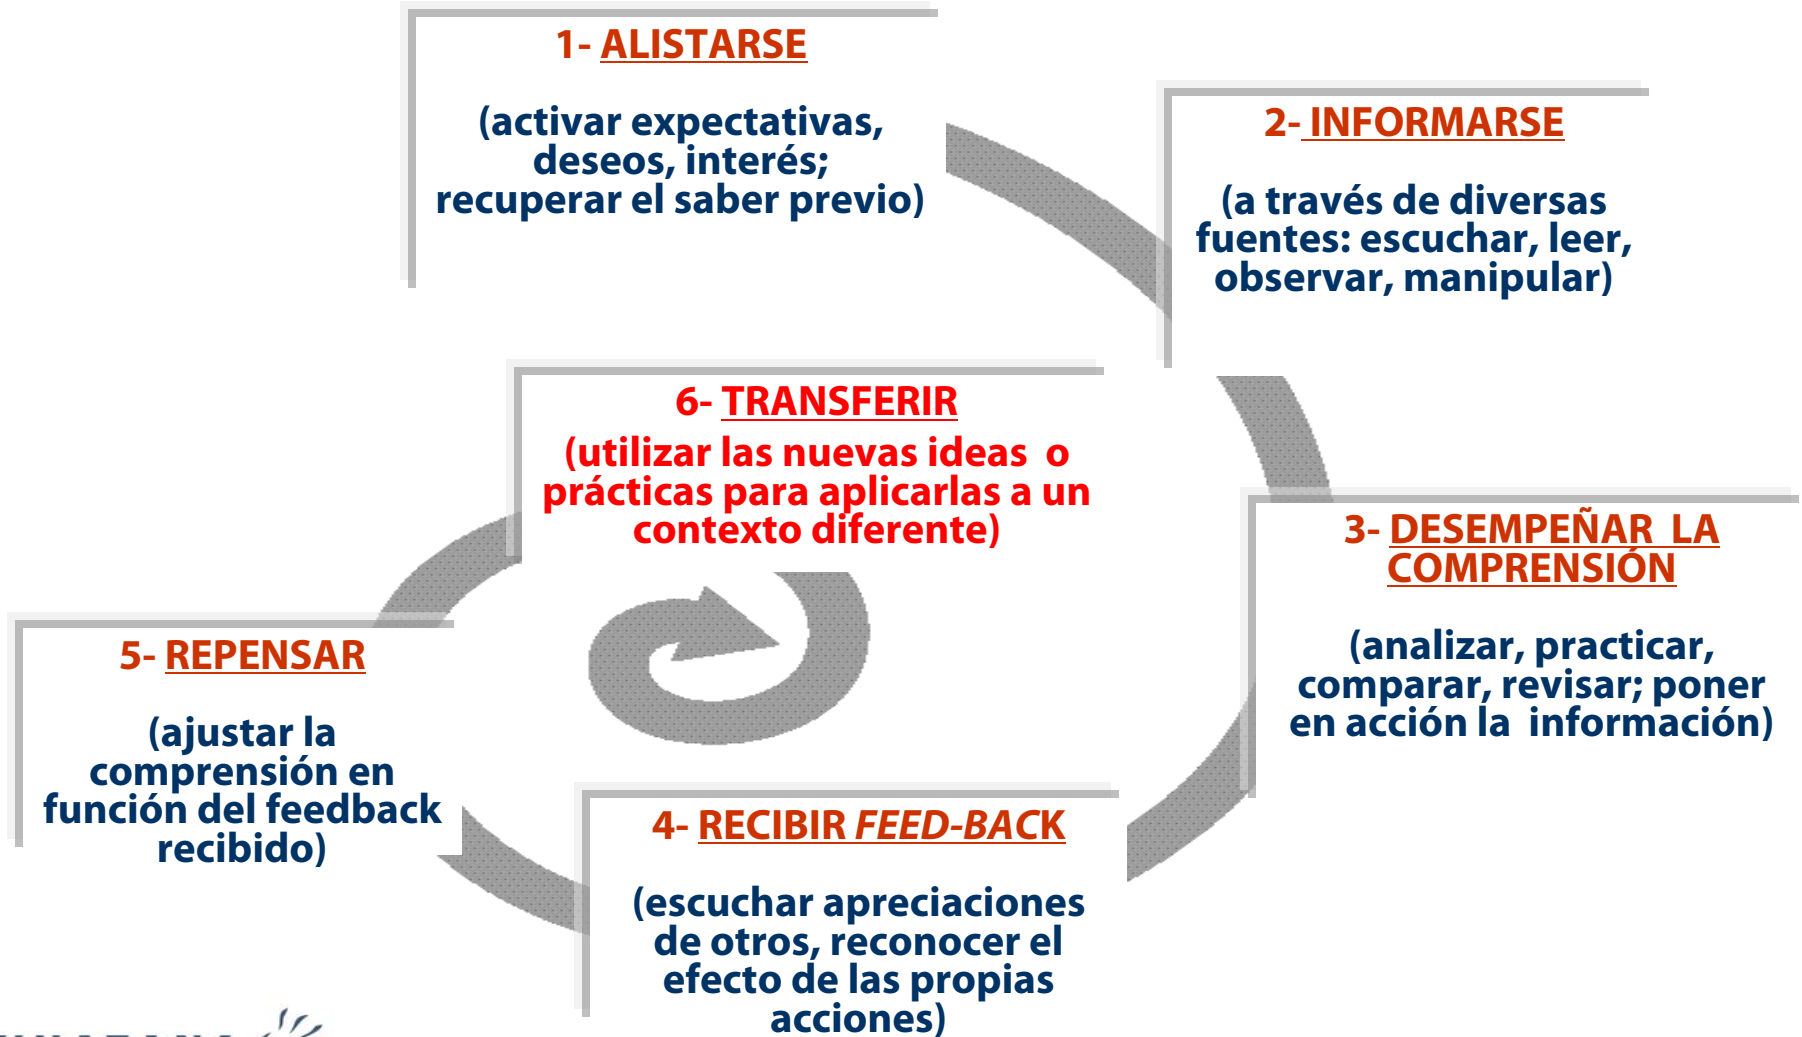 1- ALISTARSE
(activar expectativas,
deseos, interés;
recuperar el saber previo)
2- INFORMARSE
(a través de diversas
fuentes: escuchar, leer,
observar, manipular)
3- DESEMPEÑAR LA
COMPRENSIÓN
(analizar, practicar,
comparar, revisar; poner
en acción la información)
4- RECIBIR FEED-BACK
(escuchar apreciaciones
de otros, reconocer el
efecto de las propias
acciones)
5- REPENSAR
(ajustar la
comprensión en
función del feedback
recibido)
6- TRANSFERIR
(utilizar las nuevas ideas o
prácticas para aplicarlas a un
contexto diferente)